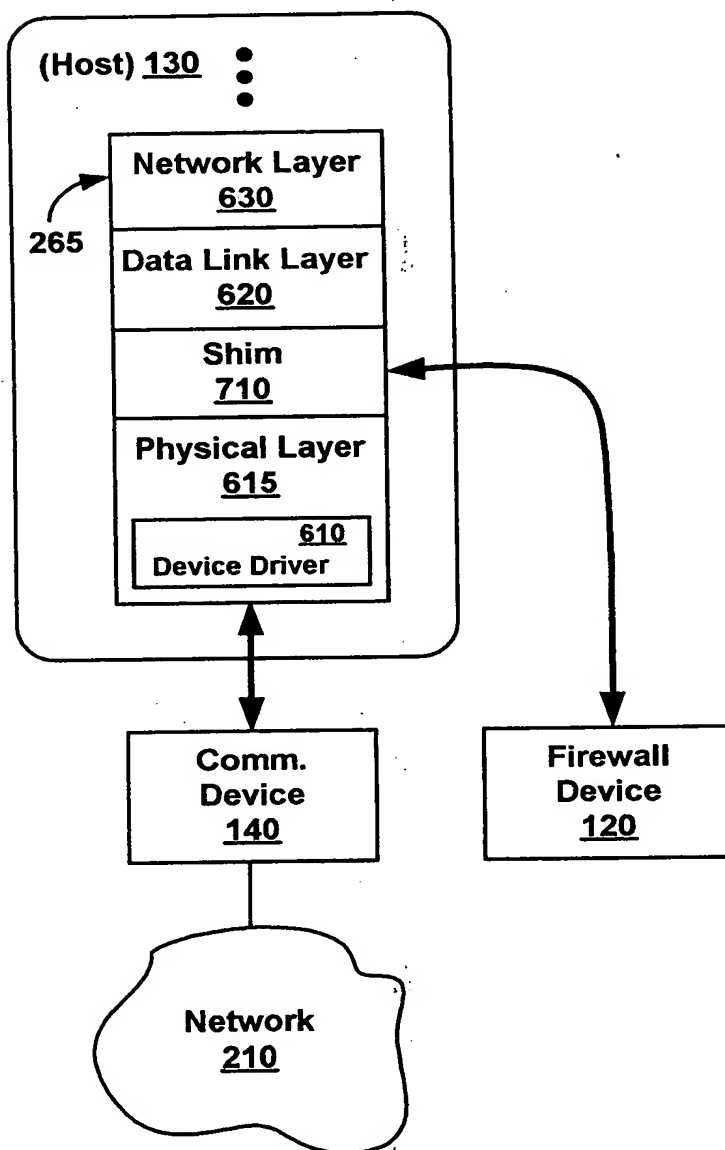 (Host) 130
Network Layer
630
265
Data Link Layer
620
Shim
710
Physical Layer
615
610
Device Driver
Comm.
Device
140
Firewall
Device
120
Network
210